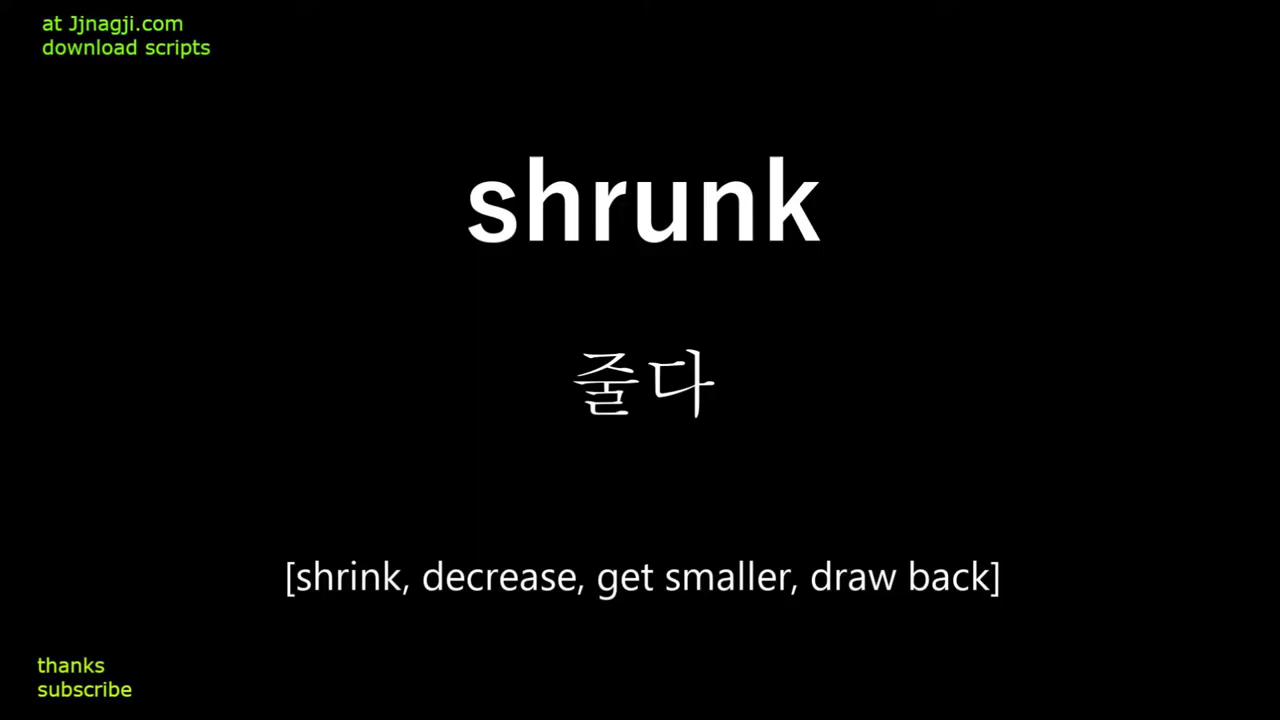 at Jjnagji.com
download scripts
shrunk
줄다
[shrink, decrease, get smaller, draw back]
thanks
subscribe